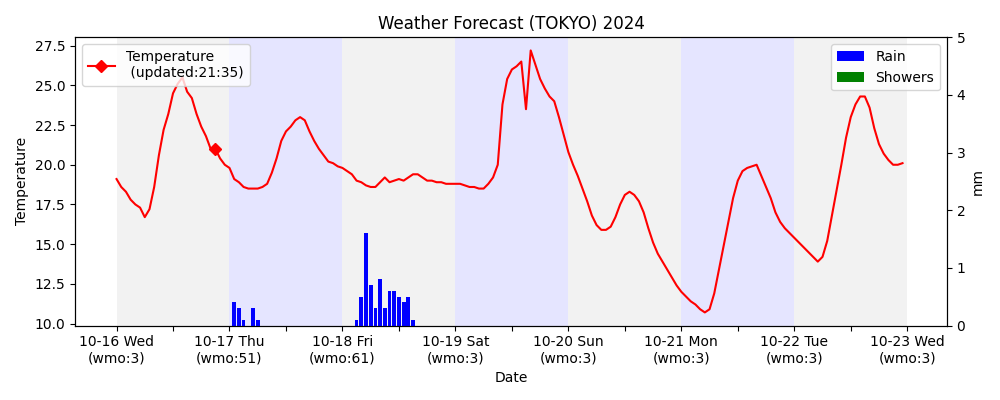 Weather Forecast (TOKYO) 2024
Temperature
(updated:21:35)
Rain
Showers
Temperature
27.5
25.0
22.5
20.0
17.5
15.0
12.5
10.0
5
4
3
2
1
0
mm
10-16 Wed
(wmo:3)
10-17 Thu
(wmo:51)
10-18 Fri
(wmo:61)
10-19 Sat
(wmo:3)
10-20 Sun
(wmo:3)
10-21 Mon
(wmo:3)
10-22 Tue
(wmo:3)
10-23 Wed
(wmo:3)
Date